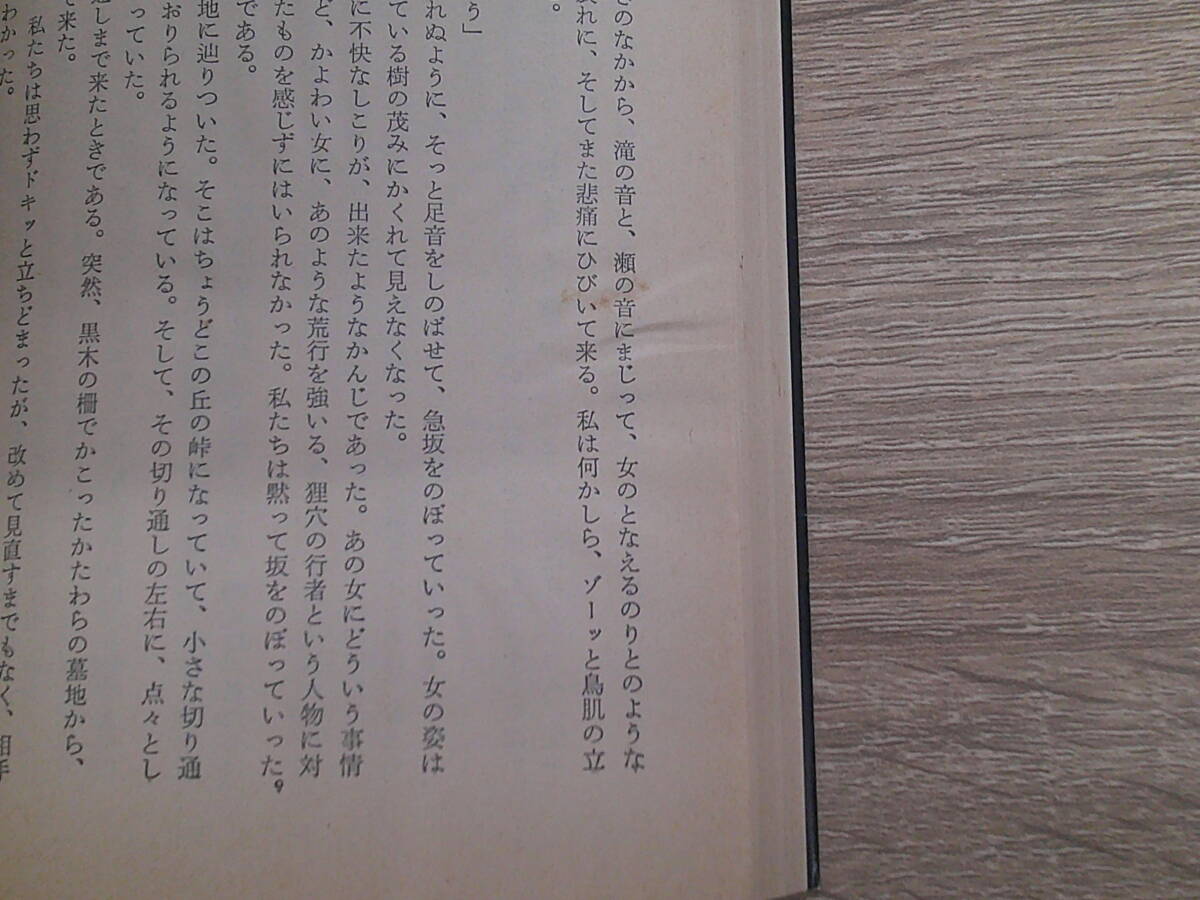 のなかから、滝の音と、瀬の音にまじって、女のとなえるのりとのような
れに、そしてまた悲痛にひびいて来る。私は何かしら、ゾーッと鳥肌の立
。
う」
れぬように、そっと足音をしのばせて、急坂をのぼっていった。女の姿は
ている樹の茂みにかくれて見えなくなった。
に不快なしこりが、出来たようなかんじであった。あの女にどういう事情
ど、かよわい女に、あのような荒行を強いる、狸穴の行者という人物に対
たものを感じずにはいられなかった。私たちは黙って坂をのぼっていった。
である。
地に辿りついた。そこはちょうどこの丘の峠になっていて、小さな切り通
おりられるようになっている。そして、その切り通しの左右に、点々とし
っていた。
しまで来たときである。突然、黒木の柵でかこったかたわらの墓地から、
て来た。
私たちは思わずドキッと立ちどまったが、改めて見直すまでもなく、相手
わかった。